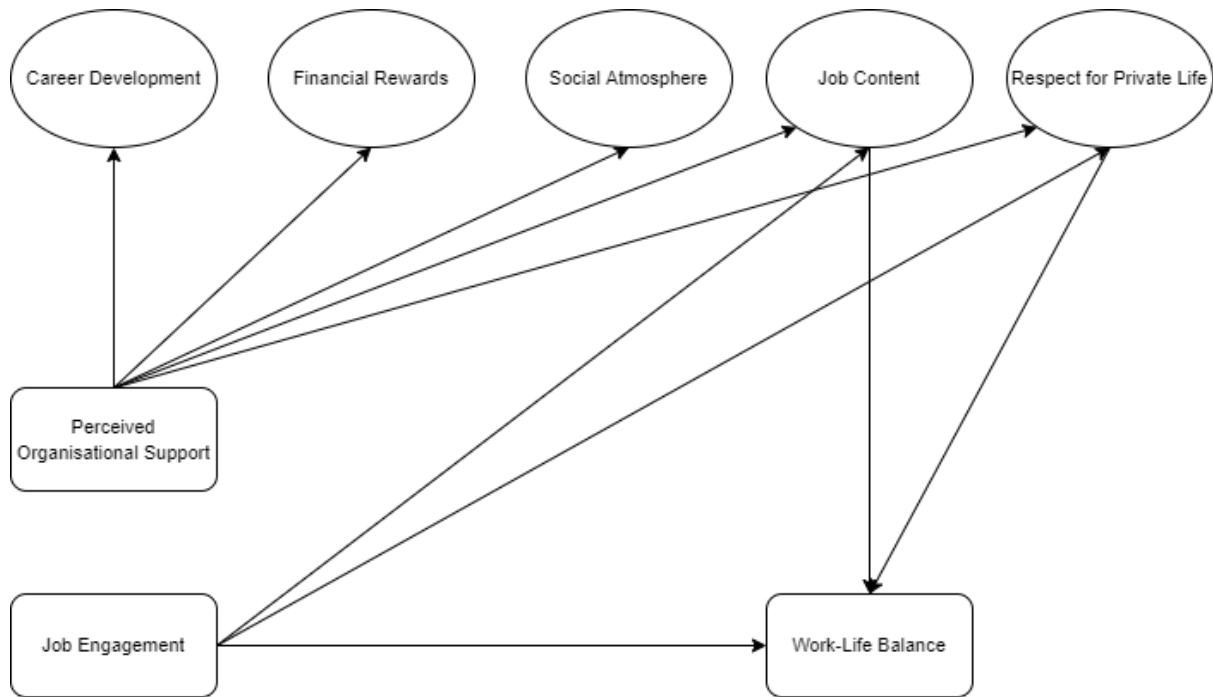 Career Development
Financial Rewards
Social Atmosphere
Job Content
Respect for Private Life
Perceived
Organisational Support
Job Engagement
Work-Life Balance